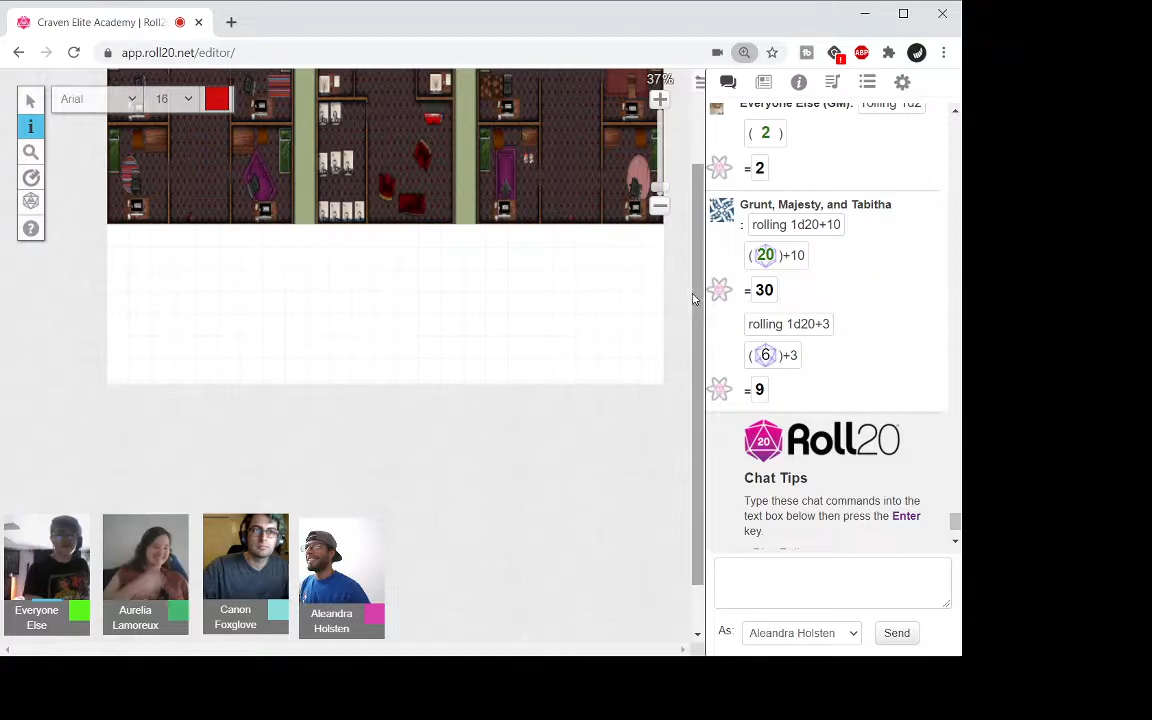 Craven Elite Academy | Roll2
app.roll20.net/editor/
Arial
16
37%
Everyone Else (GM): rolling 1d2
( 2 )
= 2
Grunt, Majesty, and Tabitha
: rolling 1d20+10
( 20 )+10
= 30
rolling 1d20+3
( 6 )+3
= 9
20 Roll20
Chat Tips
Type these chat commands into the
text box below then press the Enter
key.
Everyone
Else
Aurelia
Lamoreux
Canon
Foxglove
Aleandra
Holsten
As: Aleandra Holsten Send